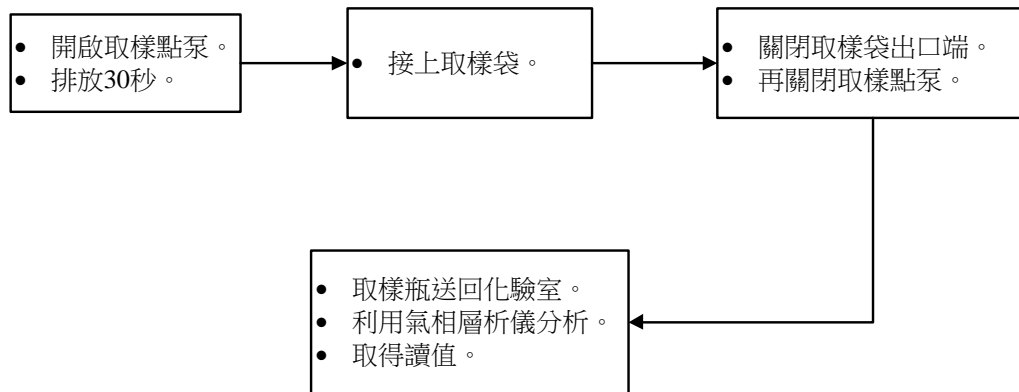 • 開啟取樣點泵。
• 排放30秒。
• 接上取樣袋。
• 關閉取樣袋出口端。
• 再關閉取樣點泵。
• 取樣瓶送回化驗室。
• 利用氣相層析儀分析。
• 取得讀值。